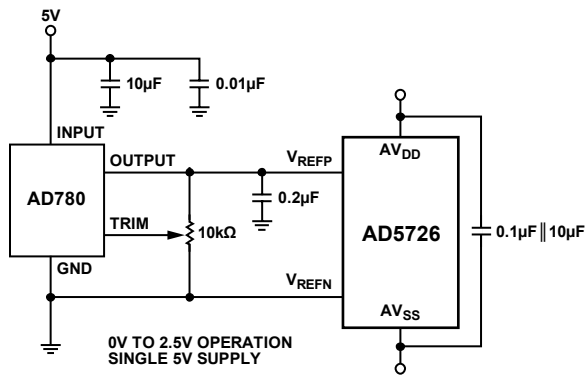 5V
10µF
0.01µF
INPUT
OUTPUT
V_REFP
AV_DD
AD780
0.2µF
TRIM
10kΩ
AD5726
0.1µF || 10µF
GND
V_REFN
AV_SS
0V TO 2.5V OPERATION
SINGLE 5V SUPPLY